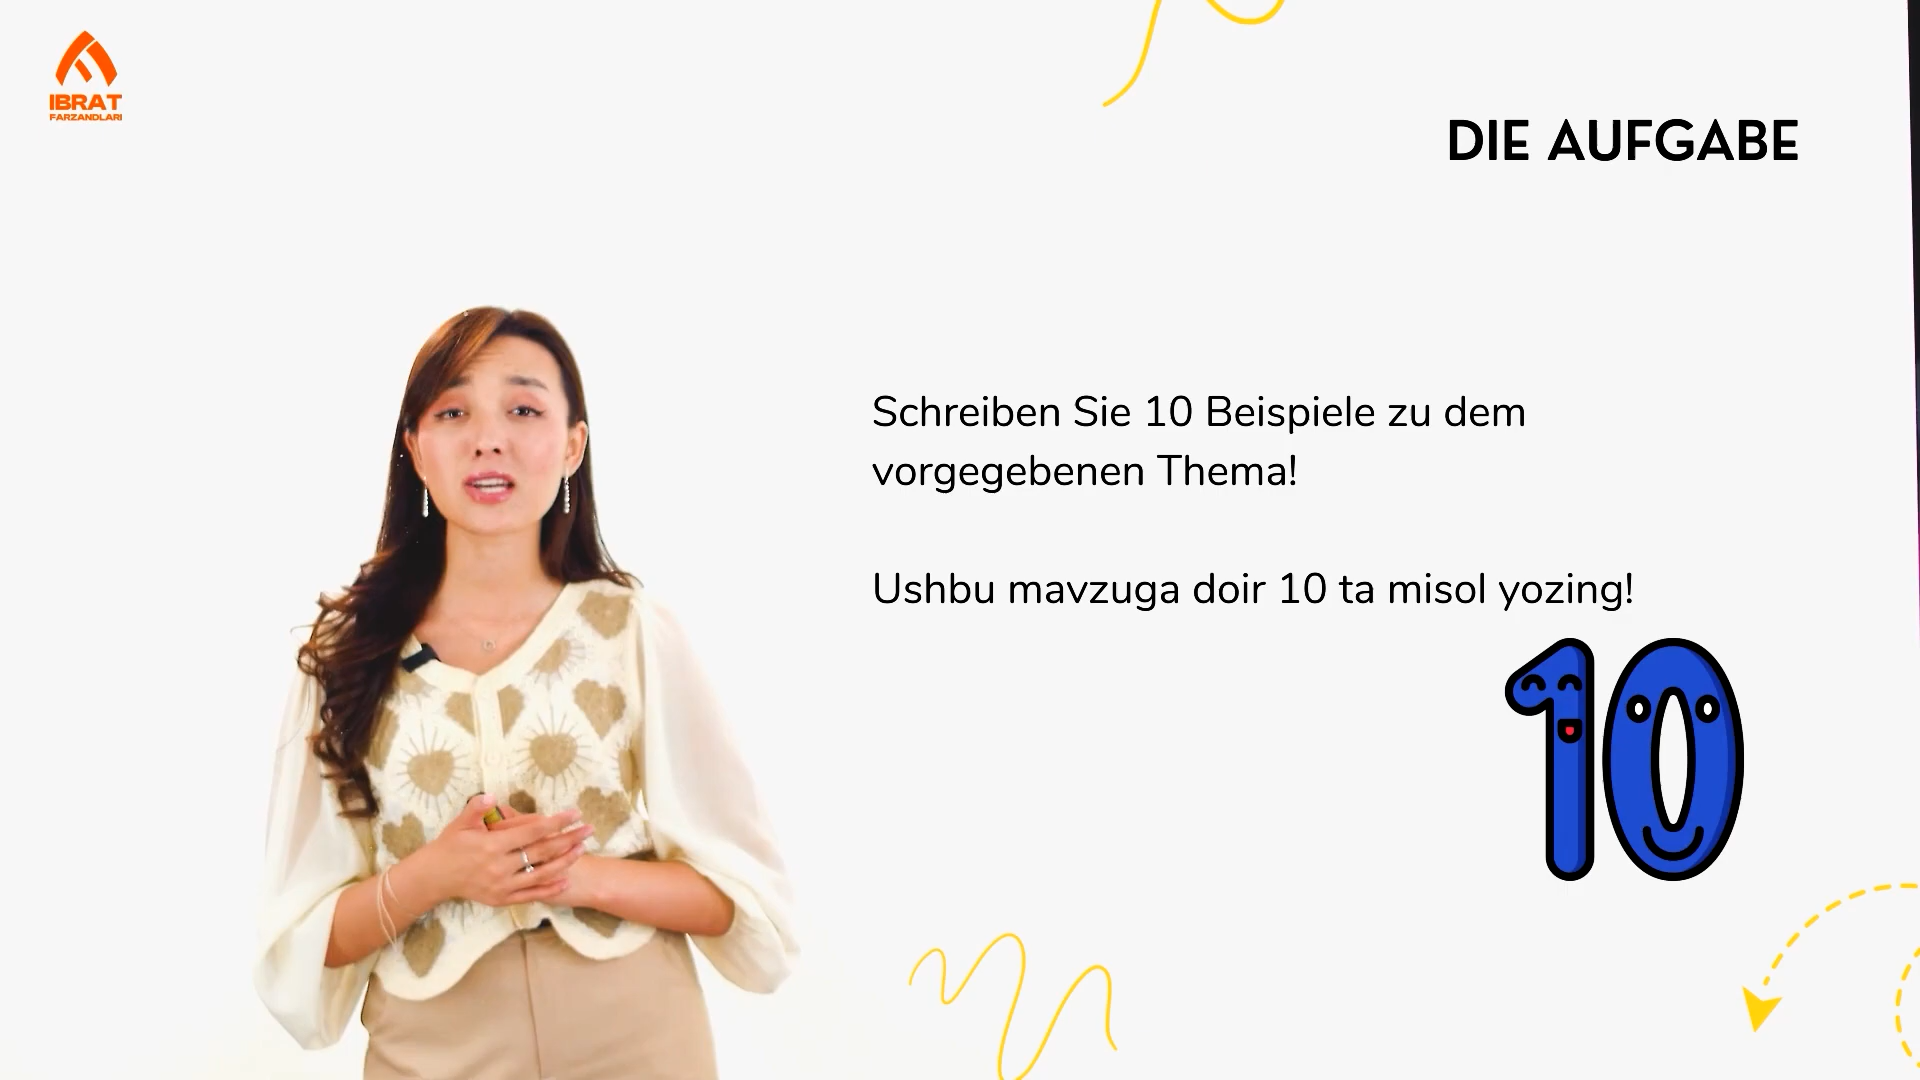 IBRAT
FARZANDLARI
DIE AUFGABE
Schreiben Sie 10 Beispiele zu dem
vorgegebenen Thema!
Ushbu mavzuga doir 10 ta misol yozing!
10